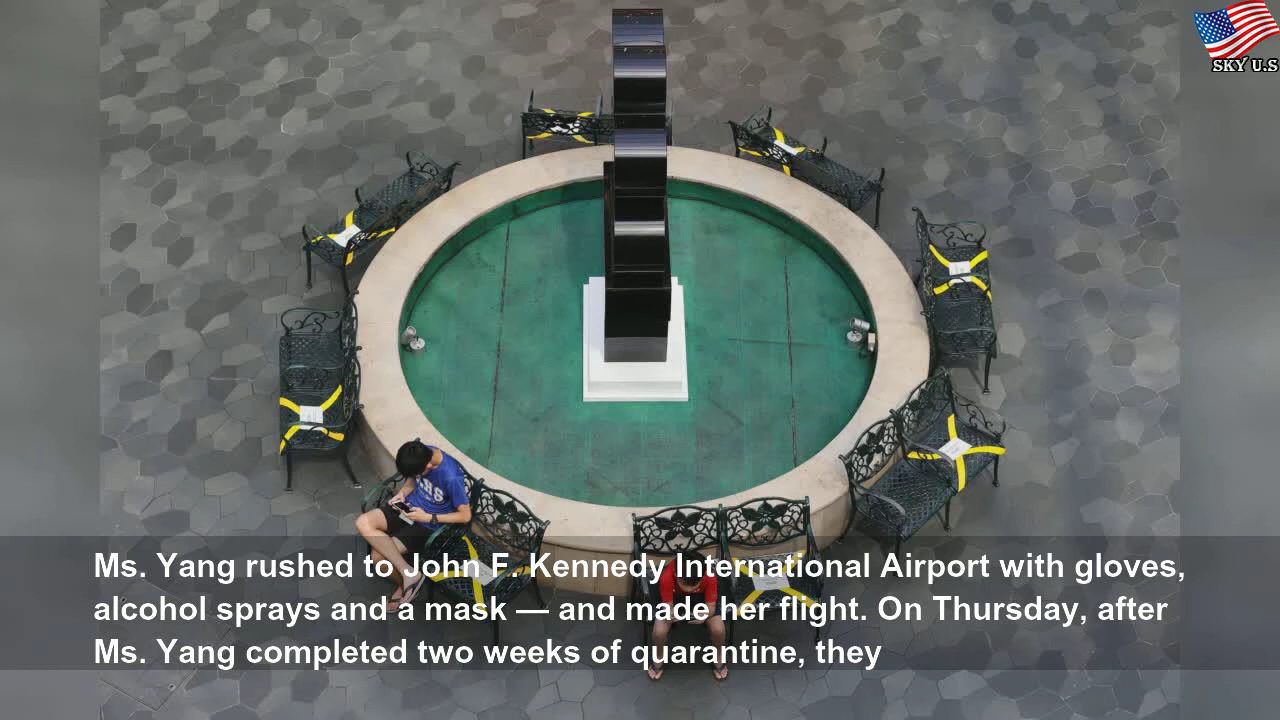 SKY U.S
Ms. Yang rushed to John F. Kennedy International Airport with gloves,
alcohol sprays and a mask — and made her flight. On Thursday, after
Ms. Yang completed two weeks of quarantine, they